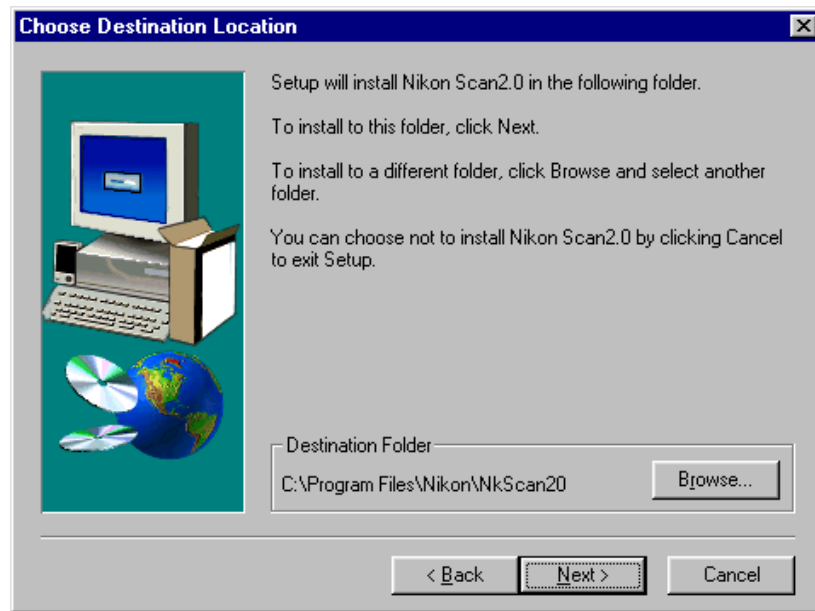 Choose Destination Location
Setup will install Nikon Scan2.0 in the following folder.
To install to this folder, click Next.
To install to a different folder, click Browse and select another
folder.
You can choose not to install Nikon Scan2.0 by clicking Cancel
to exit Setup.
Destination Folder
C:\Program Files\Nikon\NkScan20
Browse...
< Back
Next >
Cancel